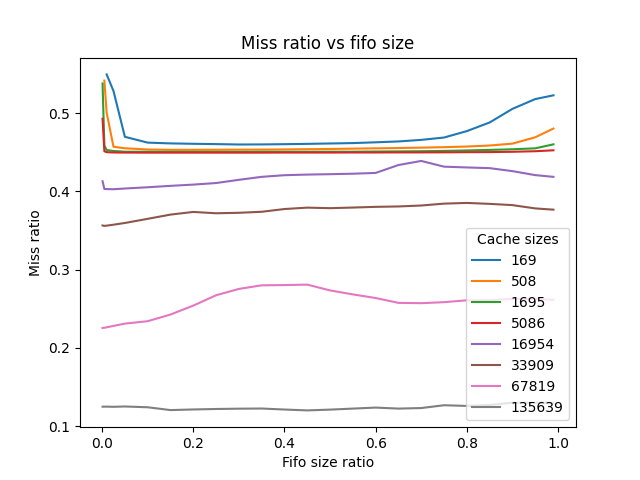 Miss ratio vs fifo size
Miss ratio
0.5
0.4
0.3
0.2
0.1
Cache sizes
169
508
1695
5086
16954
33909
67819
135639
0.0 0.2 0.4 0.6 0.8 1.0
Fifo size ratio